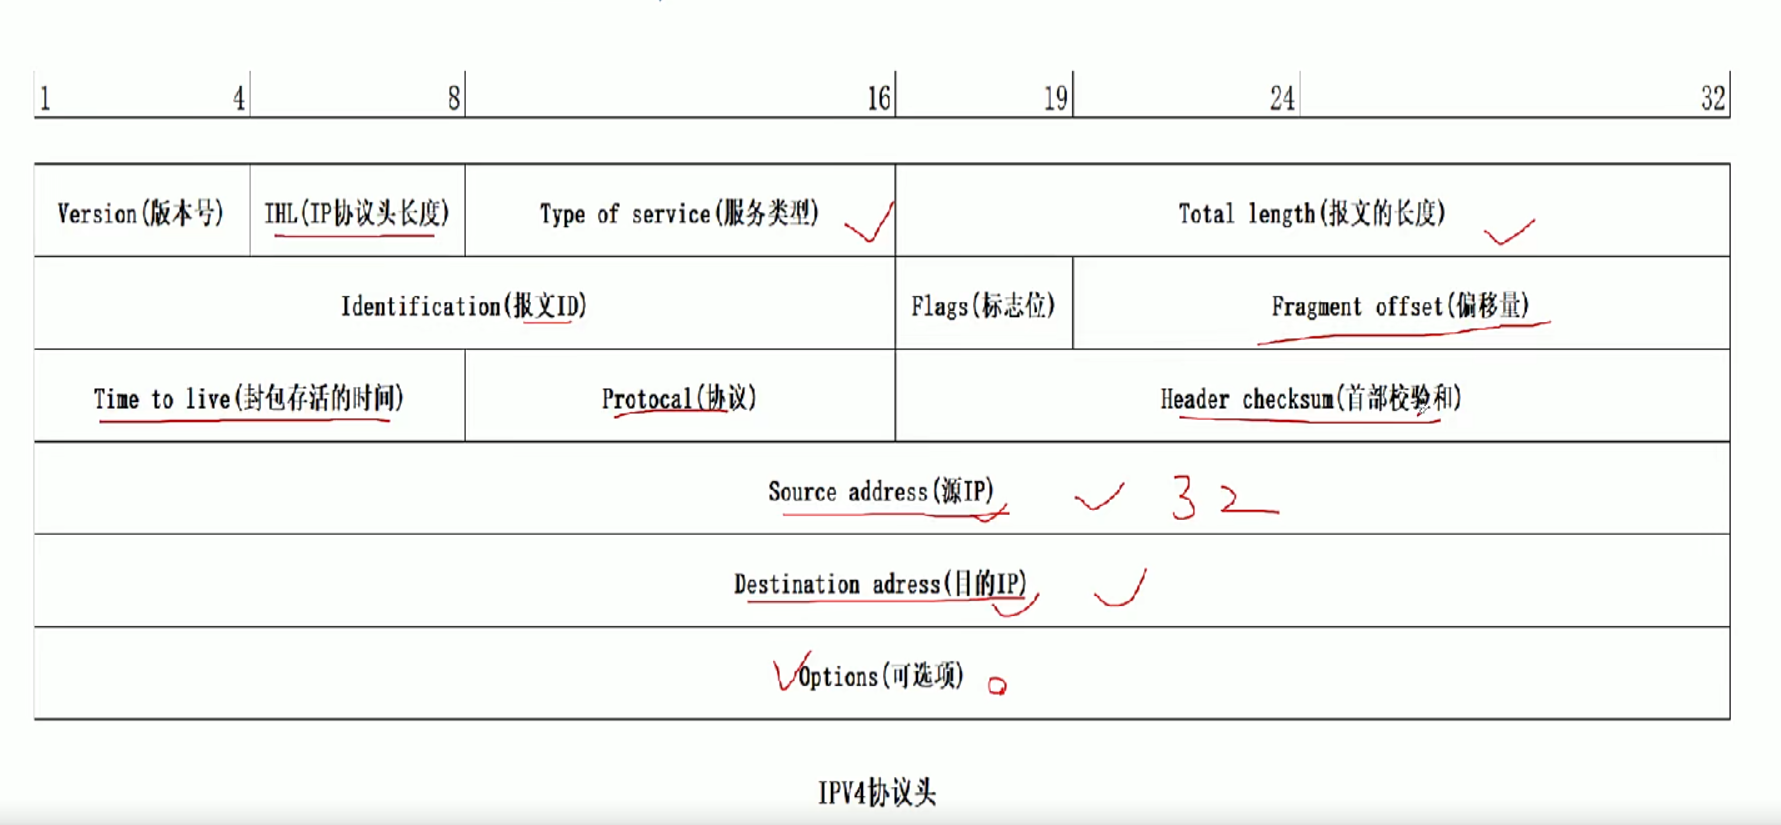 1 4 8 16 19 24 32
Version(版本号) IHL(IP协议头长度) Type of service(服务类型) Total length(报文的长度)
Identification(报文ID) Flags(标志位) Fragment offset(偏移量)
Time to live(封包存活的时间) Protocal(协议) Header checksum(首部校验和)
Source address(源IP) 32
Destination adress(目的IP)
Options(可选项)
IPV4协议头